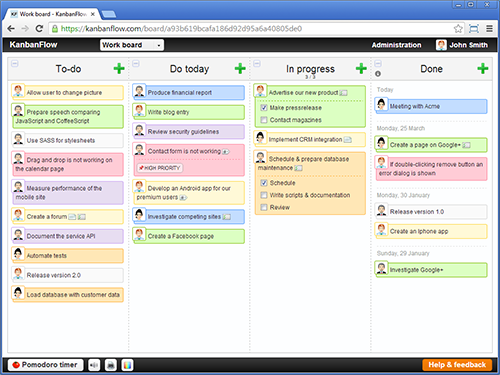 Work board - KanbanFlow
https://kanbanflow.com/board/a93b619bcafa186d92d95a6a40805de0
KanbanFlow
Work board
Administration
John Smith
To-do
Allow user to change picture
Prepare speech comparing
JavaScript and CoffeeScript
Use SASS for stylesheets
Drag and drop is not working on
the calendar page
Measure performance of the
mobile site
Create a forum
Document the service API
Automate tests
Release version 2.0
Load database with customer data
Do today
Produce financial report
Write blog entry
Review security guidelines
Contact form is not working
HIGH PRIORITY
Develop an Android app for our
premium users
Investigate competing sites
Create a Facebook page
In progress
3 / 3
Advertise our new product
Make pressrelease
Contact magazines
Implement CRM integration
Schedule & prepare database
maintenance
Schedule
Write scripts & documentation
Review
Done
Today
Meeting with Acme
Monday, 25 March
Create a page on Google+
If double-clicking remove button an
error dialog is shown
Monday, 30 January
Release version 1.0
Create an Iphone app
Sunday, 29 January
Investigate Google+
Pomodoro timer
Help & feedback